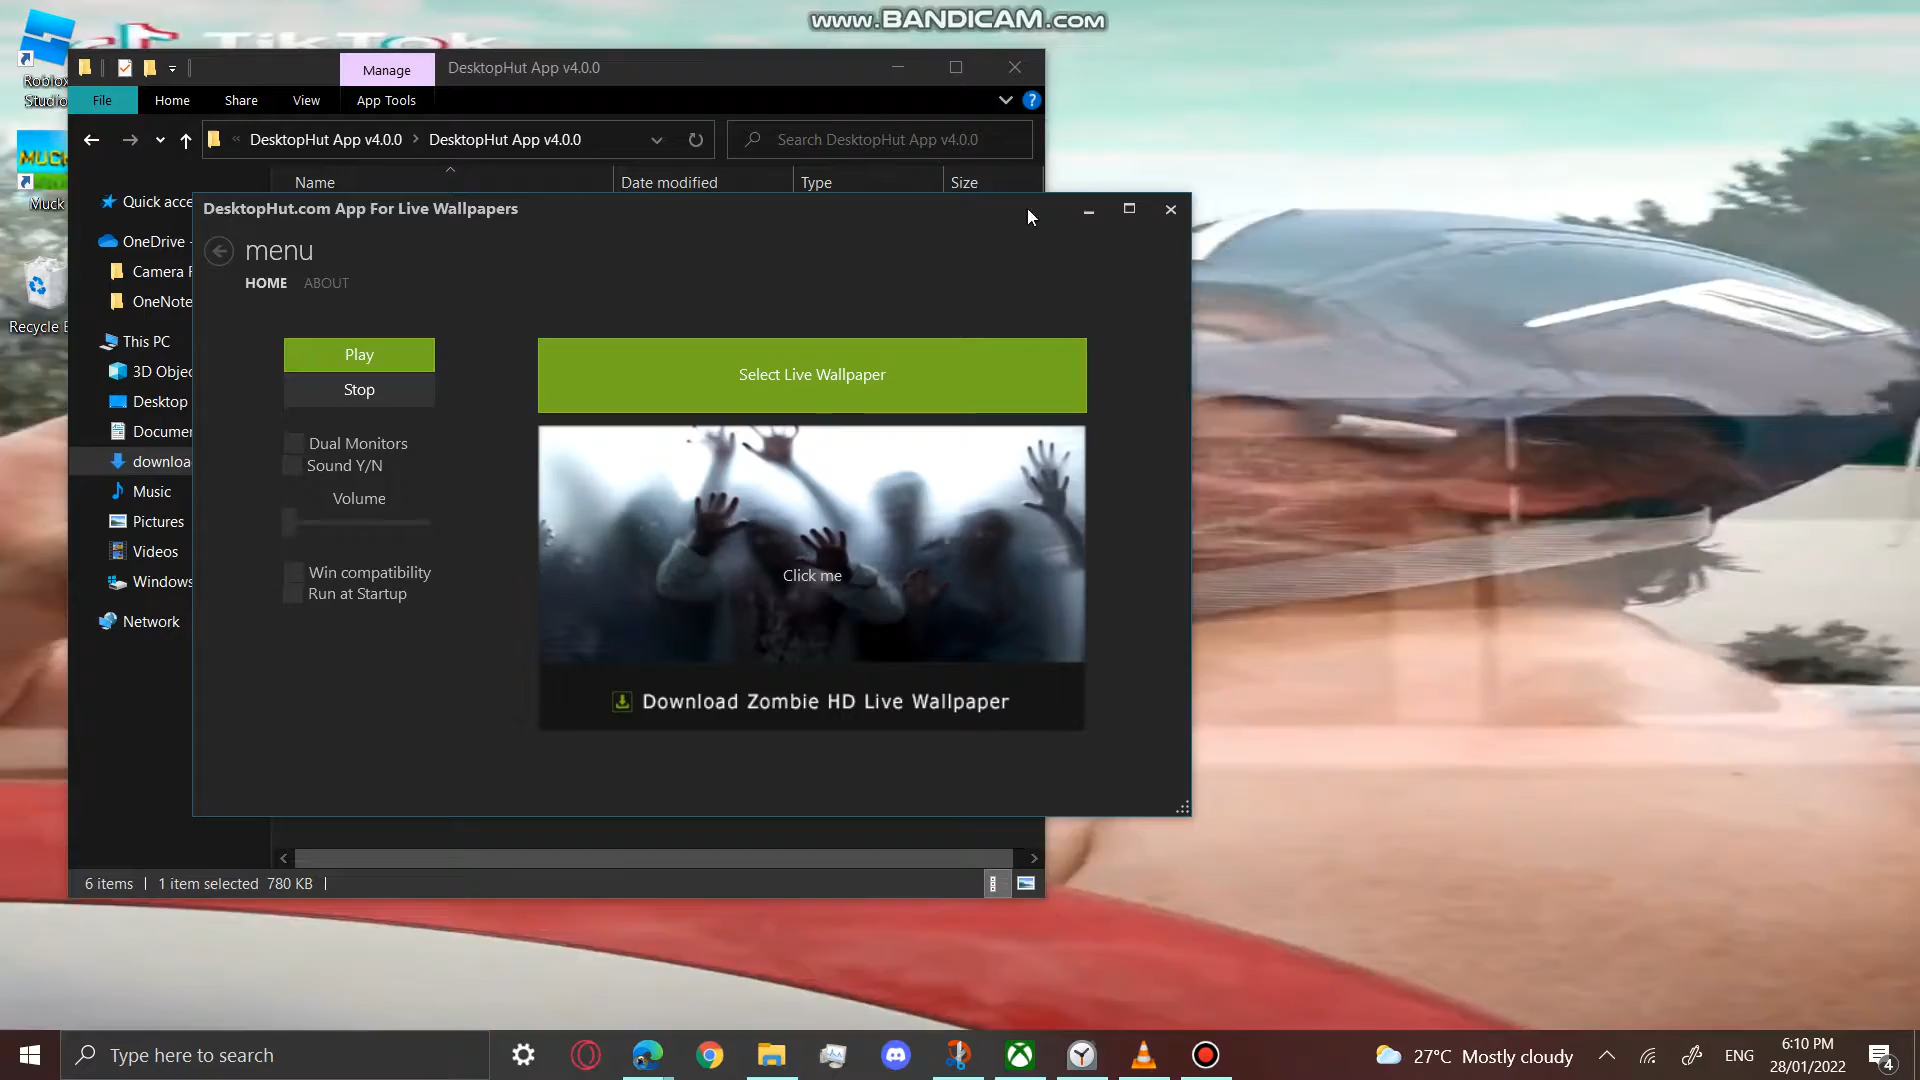 www.BANDICAM.com
TikTok
Roblox
Studio
Manage
DesktopHut App v4.0.0
File
Home
Share
View
App Tools
?
« DesktopHut App v4.0.0 > DesktopHut App v4.0.0
Search DesktopHut App v4.0.0
MUCK
Muck
Name
Date modified
Type
Size
Quick acce
OneDrive -
Camera R
OneNote
Recycle B
This PC
3D Objec
Desktop
Documen
downloa
Music
Pictures
Videos
Windows
Network
DesktopHut.com App For Live Wallpapers
menu
HOME
ABOUT
Play
Stop
Select Live Wallpaper
Dual Monitors
Sound Y/N
Volume
Win compatibility
Run at Startup
Click me
Download Zombie HD Live Wallpaper
6 items
1 item selected 780 KB
Type here to search
27°C Mostly cloudy
ENG
6:10 PM
28/01/2022
4